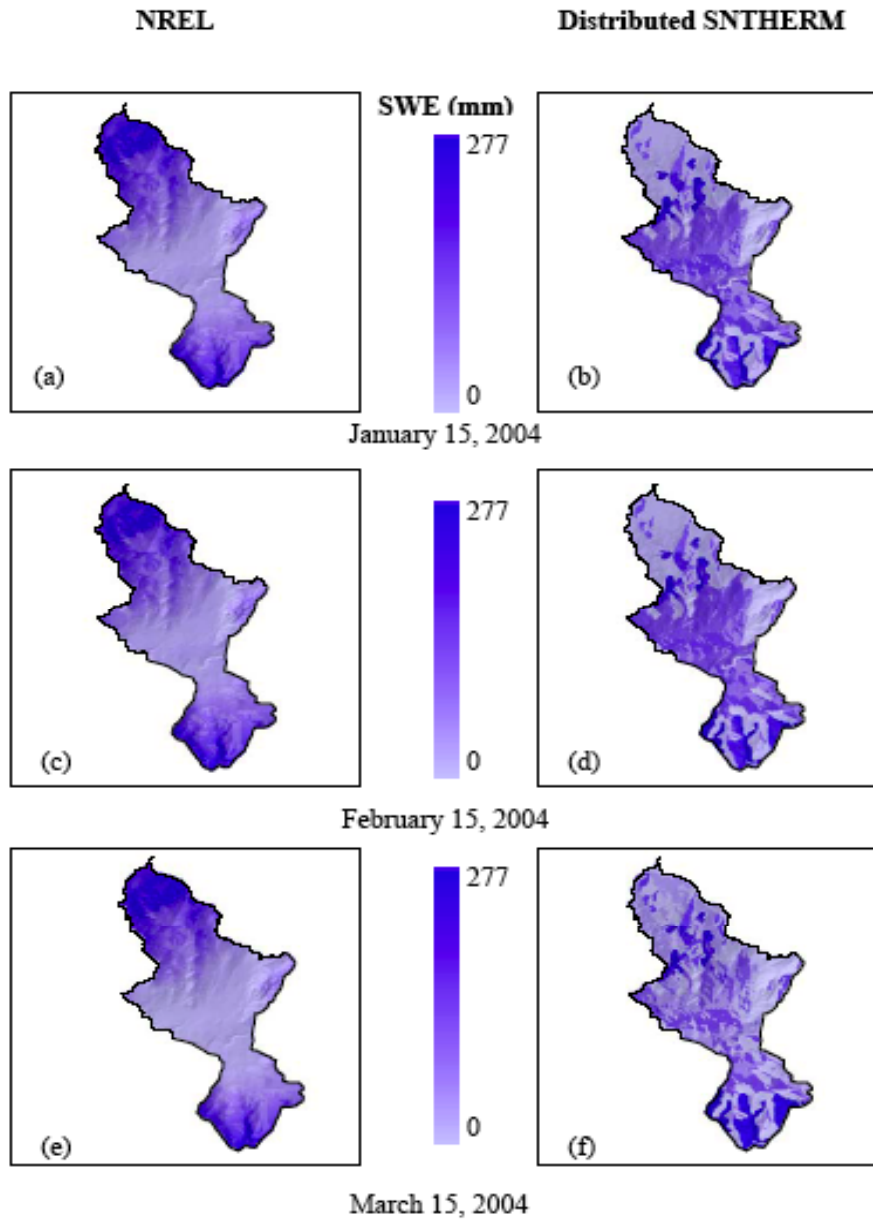 NREL
Distributed SNTHERM
SWE (mm)
277
0
(a)
(b)
January 15, 2004
277
0
(c)
(d)
February 15, 2004
277
0
(e)
(f)
March 15, 2004